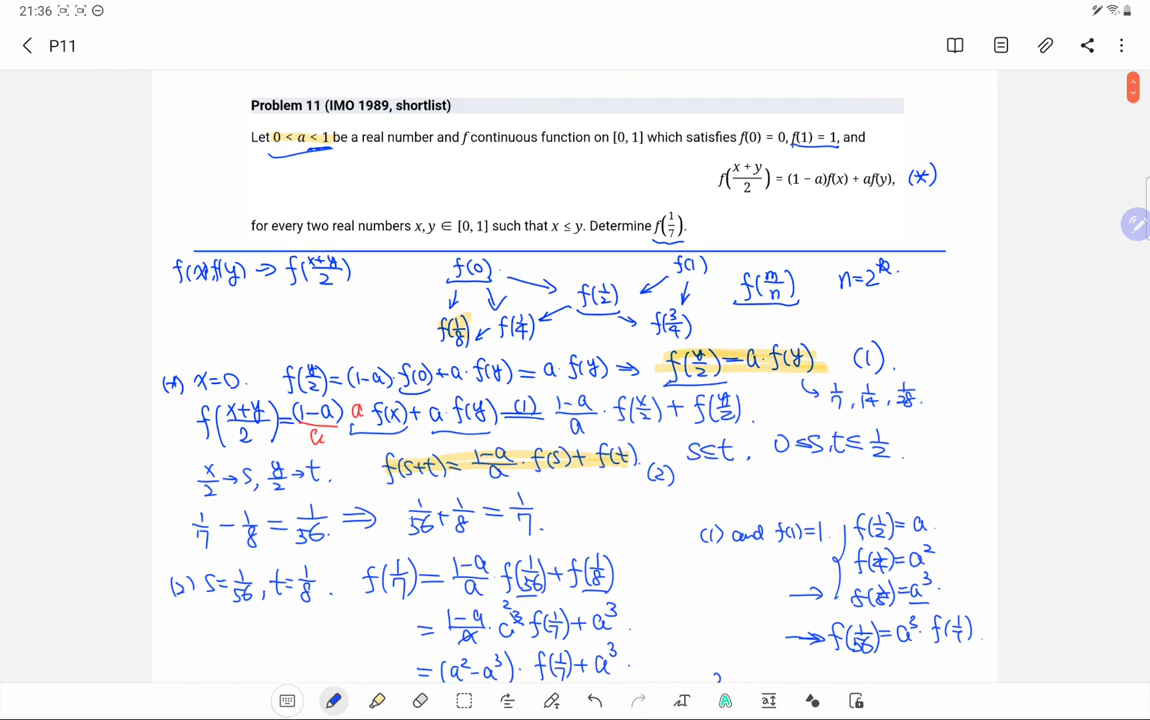 21:36
P11
Problem 11 (IMO 1989, shortlist)
Let 0 < a < 1 be a real number and f continuous function on [0, 1] which satisfies f(0) = 0, f(1) = 1, and
f((x + y)/2) = (1 − a)f(x) + af(y), (*)
for every two real numbers x, y ∈ [0, 1] such that x ≤ y. Determine f(1/7).
f(x), f(y) ⇒ f((x+y)/2)
f(0) f(1) f(m/n) n=2^k.
f(1/2)
f(1/8) f(1/4) f(3/4)
(*) x=0. f(y/2)=(1-a)·f(0)+a·f(y)=a·f(y) ⇒ f(y/2)=a·f(y) (1).
1/7, 1/14, 1/28.
f((x+y)/2)=(1-a)/a a f(x)+a·f(y) =(1)= (1-a)/a · f(x/2)+f(y/2).
x/2→s, y/2→t. f(s+t)=(1-a)/a · f(s)+f(t). (2) s≤t, 0≤s,t≤1/2
1/7 - 1/8 = 1/56 ⇒ 1/56+1/8=1/7.
(1) and f(1)=1. f(1/2)=a.
f(1/4)=a²
→ f(1/8)=a³.
→ f(1/56)=a³·f(1/7).
(2) s=1/56, t=1/8. f(1/7)=(1-a)/a · f(1/56)+f(1/8)
=(1-a)/a · a³ 2 f(1/7)+a³.
=(a²-a³)·f(1/7)+a³.